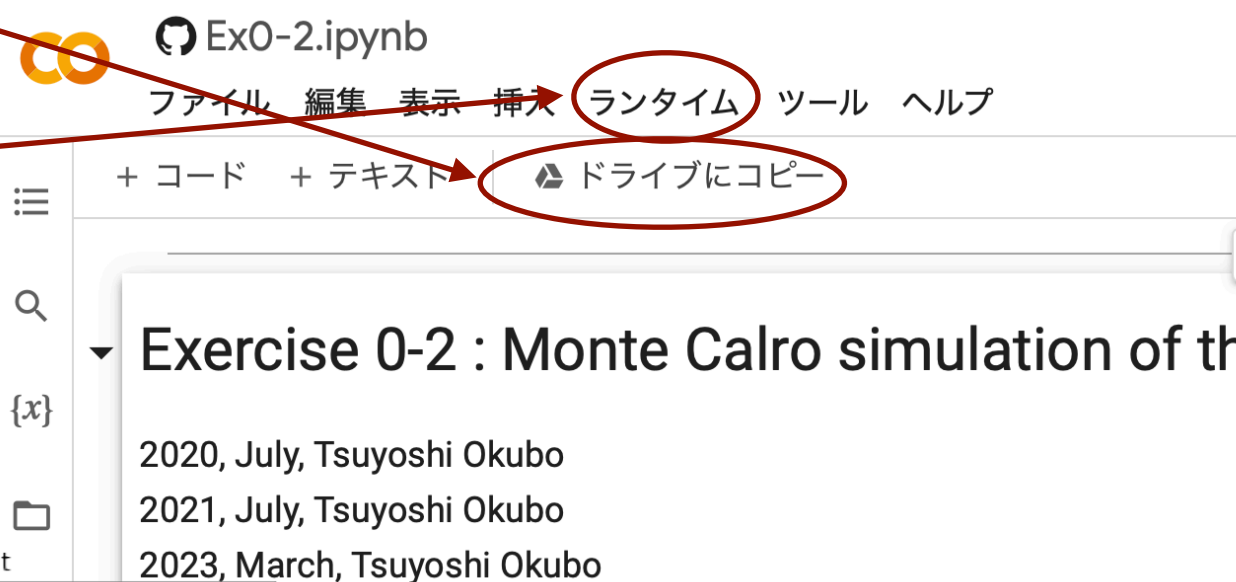 Ex0-2.ipynb
ファイル 編集 表示 挿入 ランタイム ツール ヘルプ
+ コード + テキスト ドライブにコピー
Exercise 0-2 : Monte Calro simulation of th
{x}
2020, July, Tsuyoshi Okubo
2021, July, Tsuyoshi Okubo
2023, March, Tsuyoshi Okubo
t